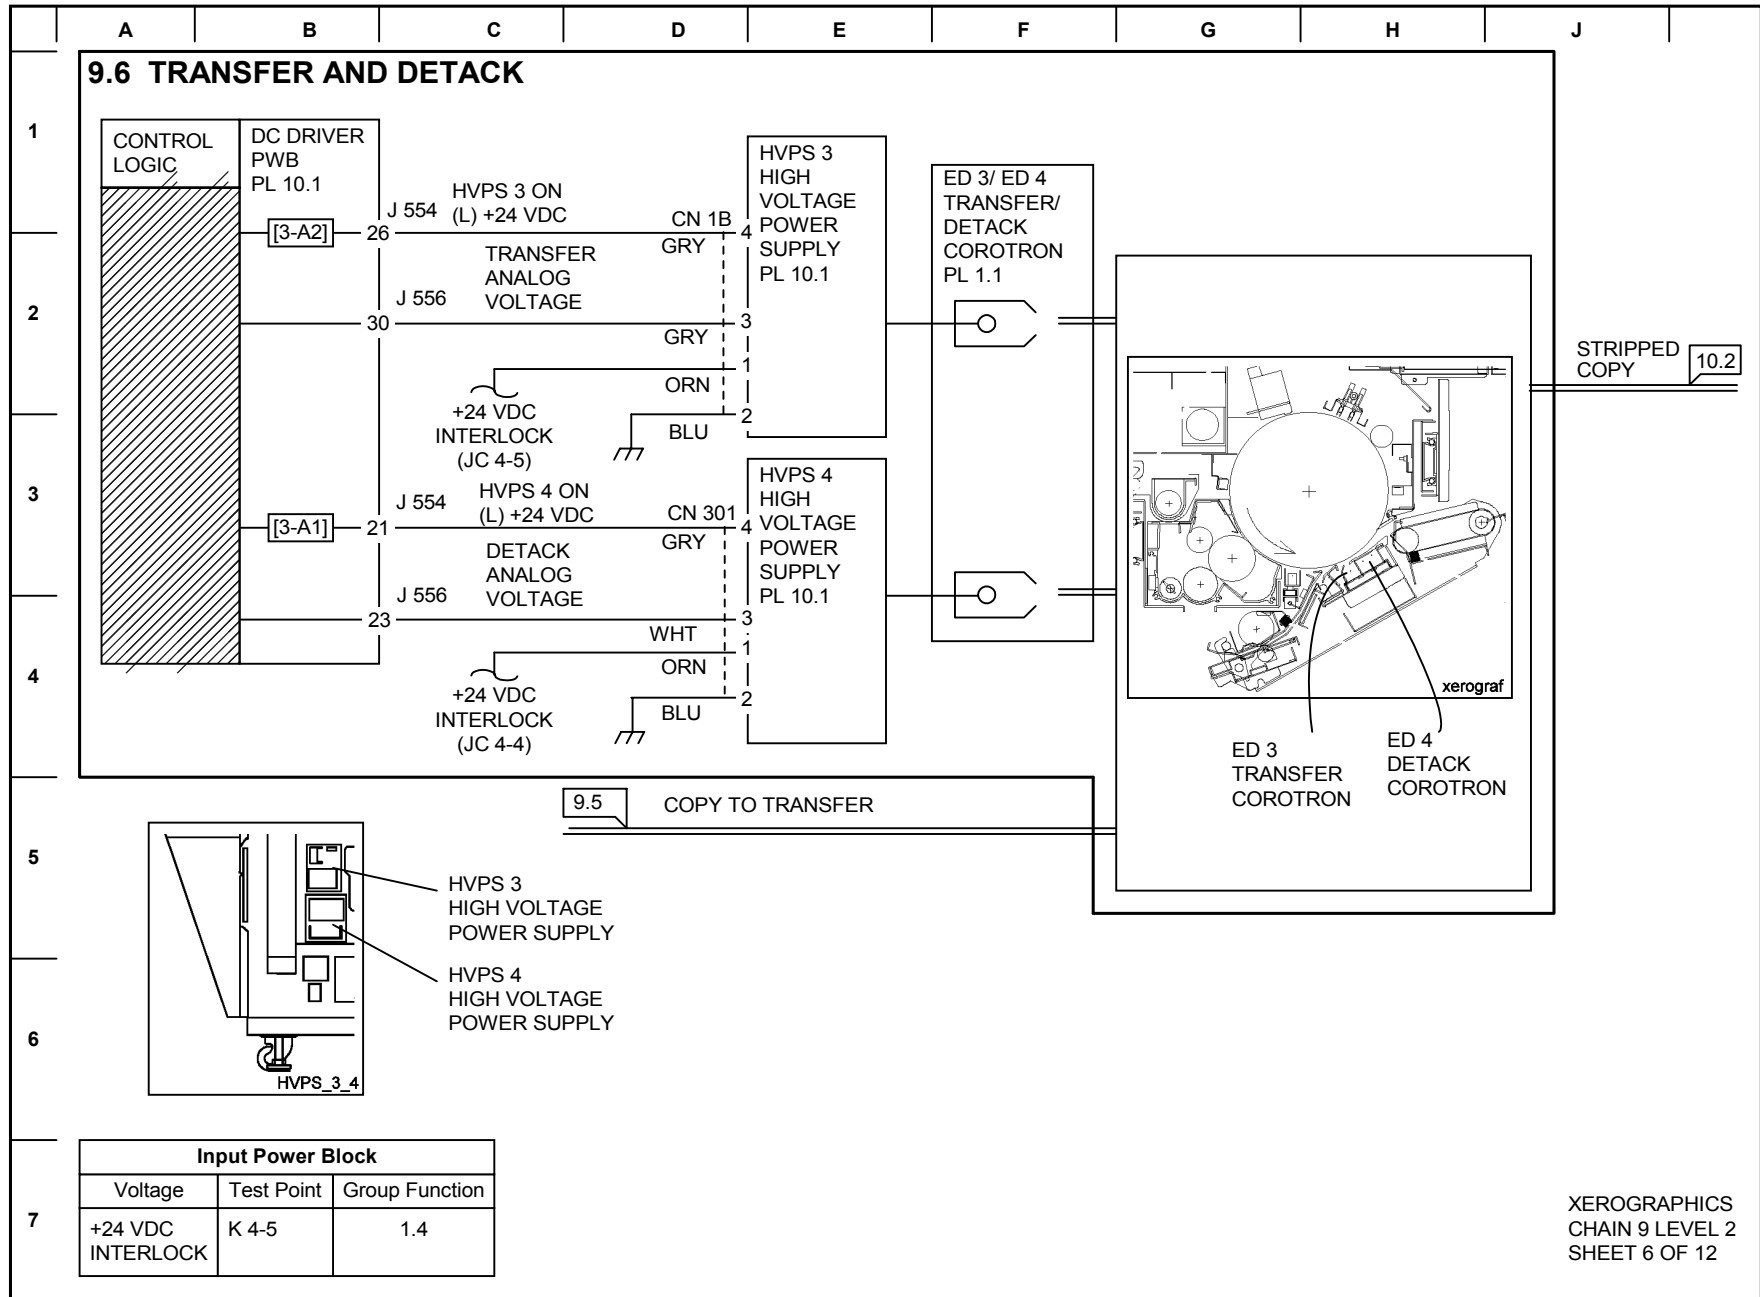 A B C D E F G H J
9.6 TRANSFER AND DETACK
1
2
3
4
5
6
7
CONTROL
LOGIC
DC DRIVER
PWB
PL 10.1
[3-A2]
J 554
26
HVPS 3 ON
(L) +24 VDC
CN 1B
GRY
4
TRANSFER
ANALOG
VOLTAGE
J 556
30
GRY
3
1
ORN
+24 VDC
INTERLOCK
(JC 4-5)
2
BLU
HVPS 3
HIGH
VOLTAGE
POWER
SUPPLY
PL 10.1
[3-A1]
J 554
21
HVPS 4 ON
(L) +24 VDC
CN 301
GRY
4
DETACK
ANALOG
VOLTAGE
J 556
23
3
WHT
1
ORN
+24 VDC
INTERLOCK
(JC 4-4)
2
BLU
HVPS 4
HIGH
VOLTAGE
POWER
SUPPLY
PL 10.1
ED 3/ ED 4
TRANSFER/
DETACK
COROTRON
PL 1.1
xerograf
ED 3
TRANSFER
COROTRON
ED 4
DETACK
COROTRON
STRIPPED
COPY
10.2
9.5
COPY TO TRANSFER
HVPS 3
HIGH VOLTAGE
POWER SUPPLY
HVPS 4
HIGH VOLTAGE
POWER SUPPLY
HVPS_3_4
Input Power Block
Voltage Test Point Group Function
+24 VDC K 4-5 1.4
INTERLOCK
XEROGRAPHICS
CHAIN 9 LEVEL 2
SHEET 6 OF 12